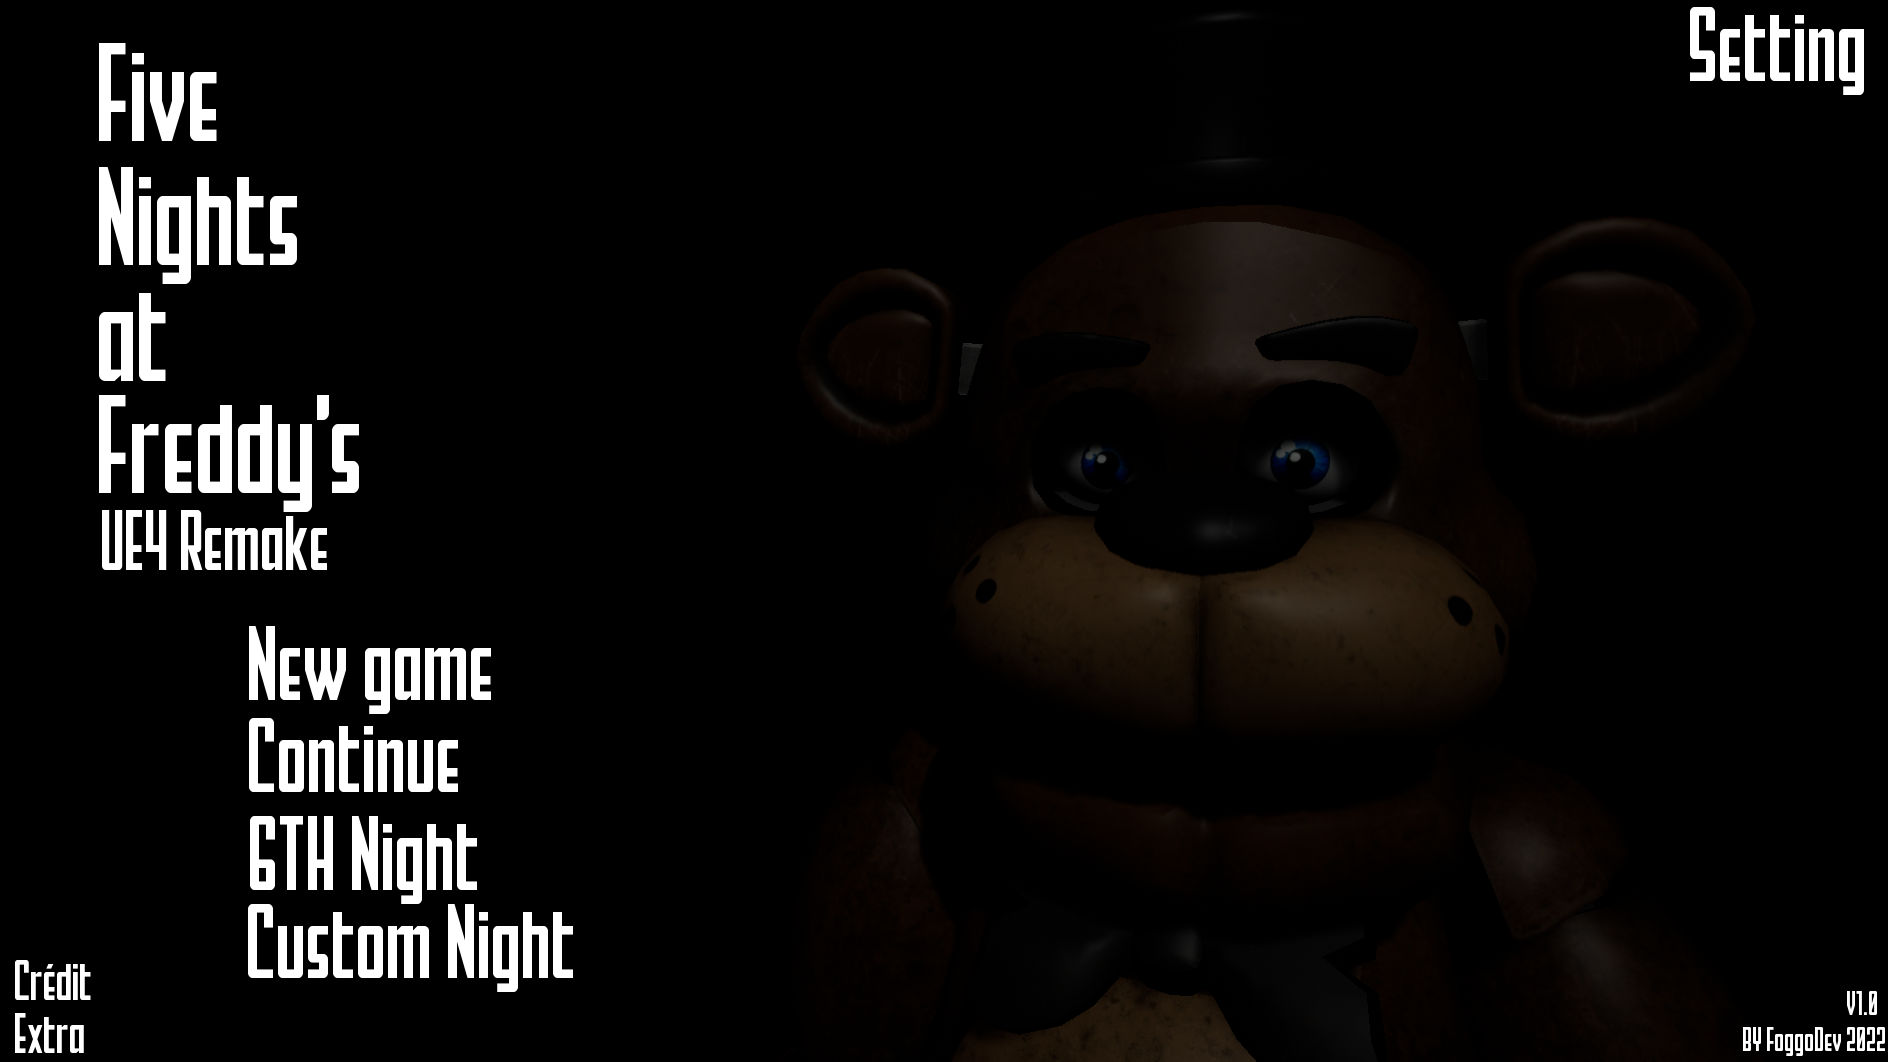 Five
Nights
at
Freddy's
UE4 Remake
Setting
New game
Continue
6TH Night
Custom Night
Crédit
Extra
V1.0
BY FoggoDev 2022